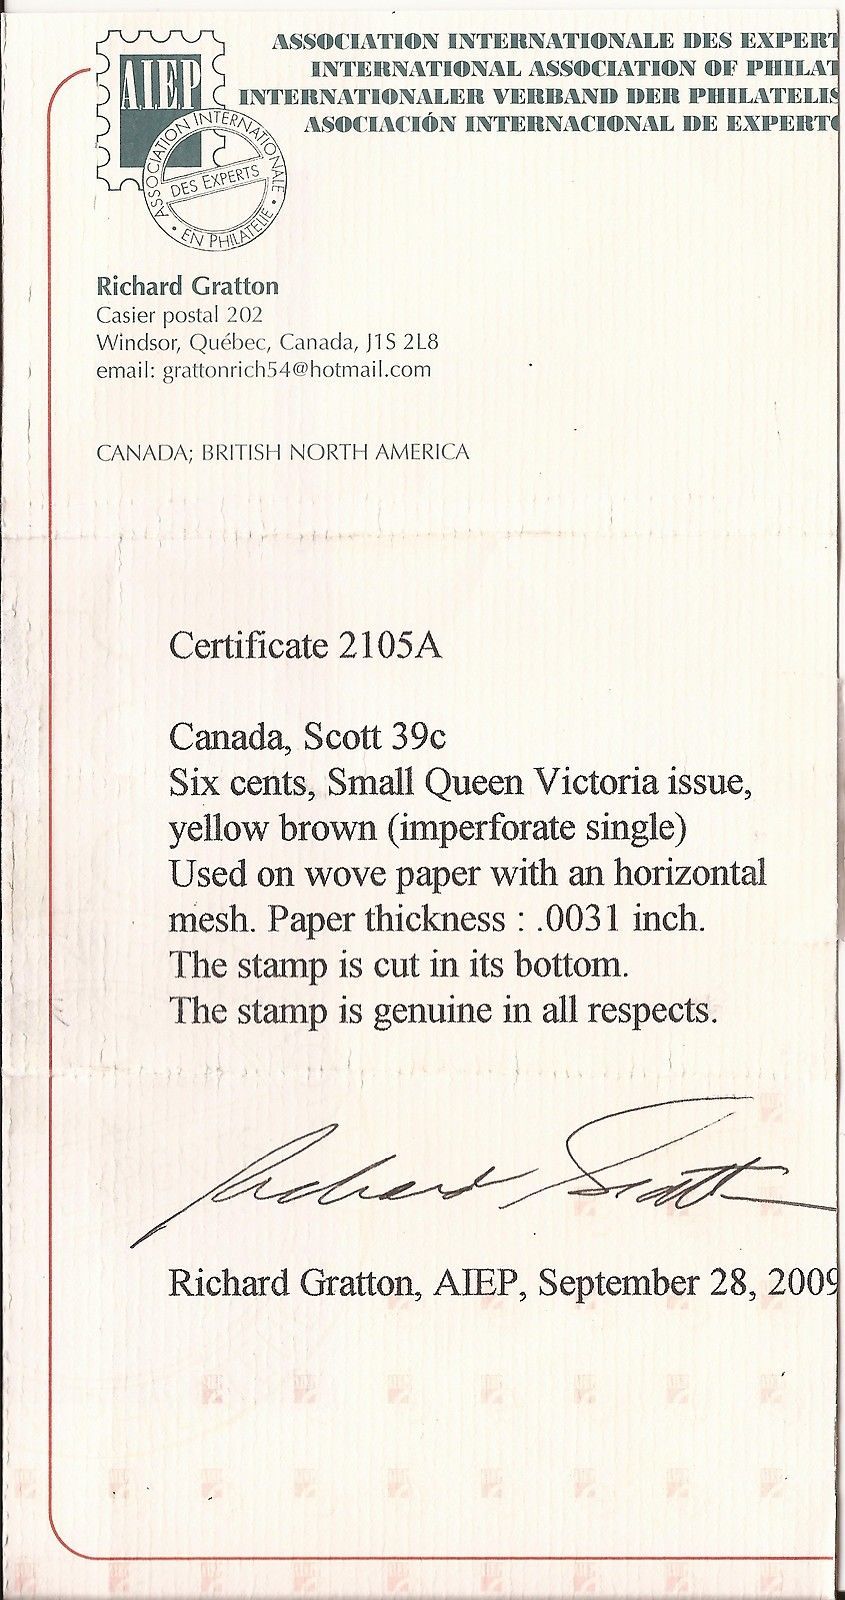 AIEP
ASSOCIATION INTERNATIONALE DES EXPERT
INTERNATIONAL ASSOCIATION OF PHILAT
INTERNATIONALER VERBAND DER PHILATELIS
ASOCIACIÓN INTERNACIONAL DE EXPERTO
ASSOCIATION INTERNATIONALE
DES EXPERTS
• EN PHILATELIE •
Richard Gratton
Casier postal 202
Windsor, Québec, Canada, J1S 2L8
email: grattonrich54@hotmail.com
CANADA; BRITISH NORTH AMERICA
Certificate 2105A
Canada, Scott 39c
Six cents, Small Queen Victoria issue,
yellow brown (imperforate single)
Used on wove paper with an horizontal
mesh. Paper thickness : .0031 inch.
The stamp is cut in its bottom.
The stamp is genuine in all respects.
Richard Gratton
Richard Gratton, AIEP, September 28, 2009